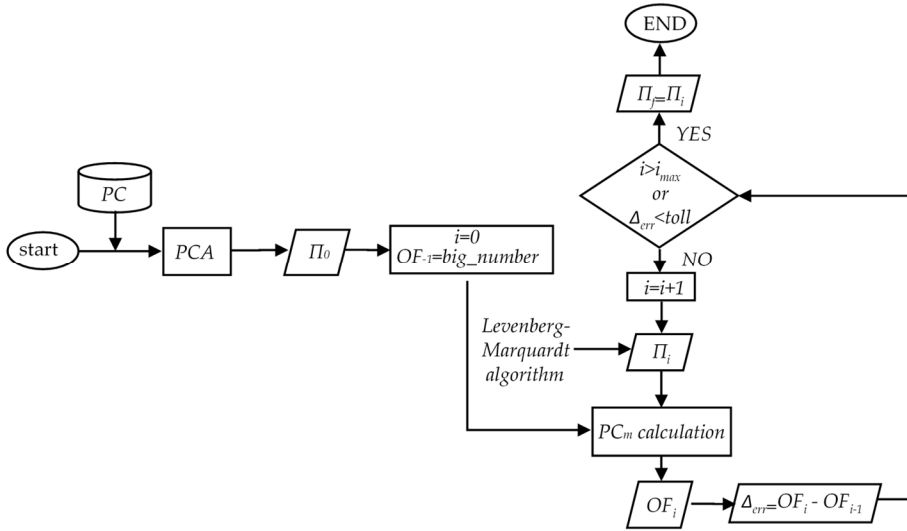 END
Π_f=Π_i
YES
i>i_max
or
Δ_err<toll
NO
PC
start
PCA
Π_0
i=0
OF_-1=big_number
i=i+1
Levenberg-
Marquardt
algorithm
Π_i
PC_m calculation
OF_i
Δ_err=OF_i - OF_i-1